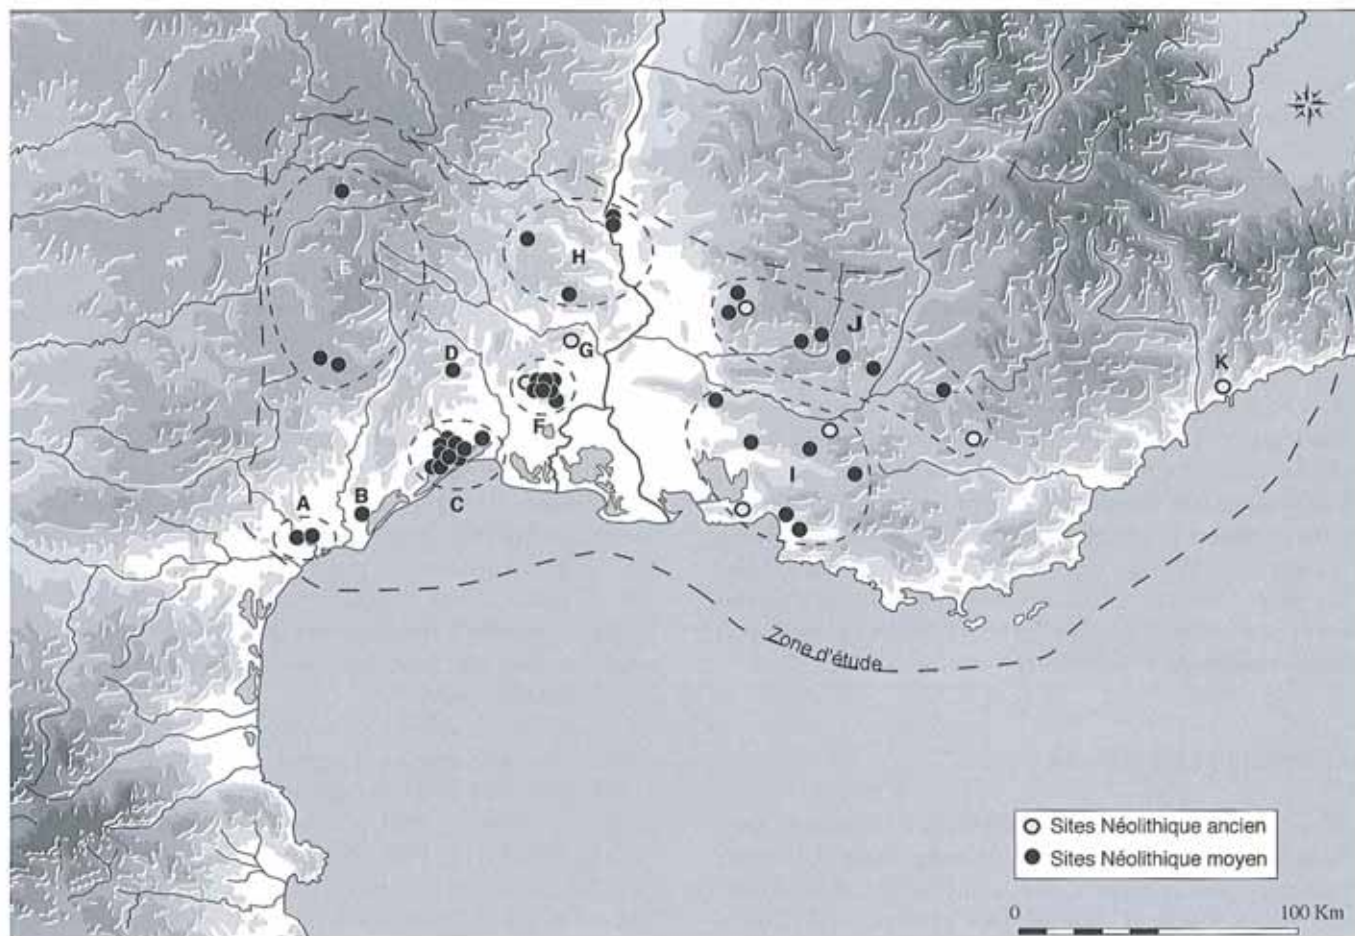 E
H
J
D
G
K
F
I
A
B
C
Zone d'étude
Sites Néolithique ancien
Sites Néolithique moyen
0 100 Km